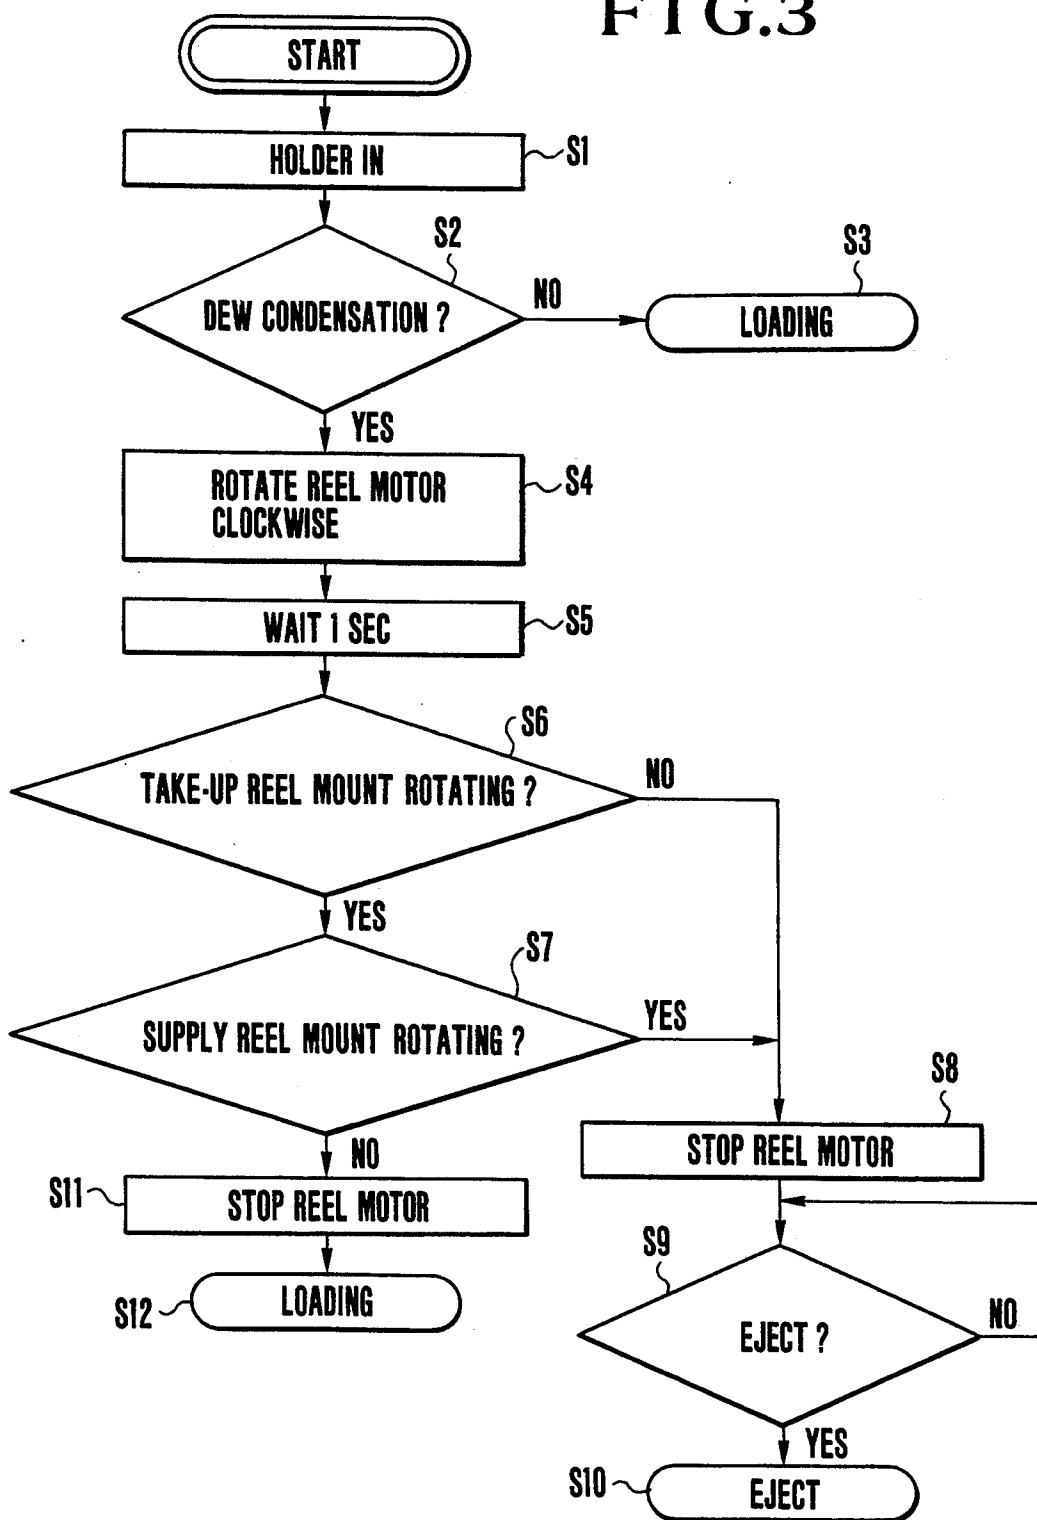 FIG.3
START
HOLDER IN
S1
S2
DEW CONDENSATION ?
NO
S3
LOADING
YES
ROTATE REEL MOTOR
CLOCKWISE
S4
WAIT 1 SEC
S5
S6
TAKE-UP REEL MOUNT ROTATING ?
NO
YES
S7
SUPPLY REEL MOUNT ROTATING ?
YES
S8
STOP REEL MOTOR
NO
S11
STOP REEL MOTOR
S9
EJECT ?
NO
S12
LOADING
YES
S10
EJECT